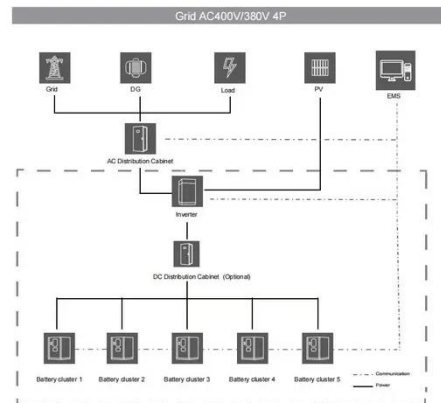 Grid AC400V/380V 4P
Grid
DG
Load
PV
EMS
AC Distribution Cabinet
Inverter
DC Distribution Cabinet (Optional)
Battery cluster 1
Battery cluster 2
Battery cluster 3
Battery cluster 4
Battery cluster 5
Communication
Power